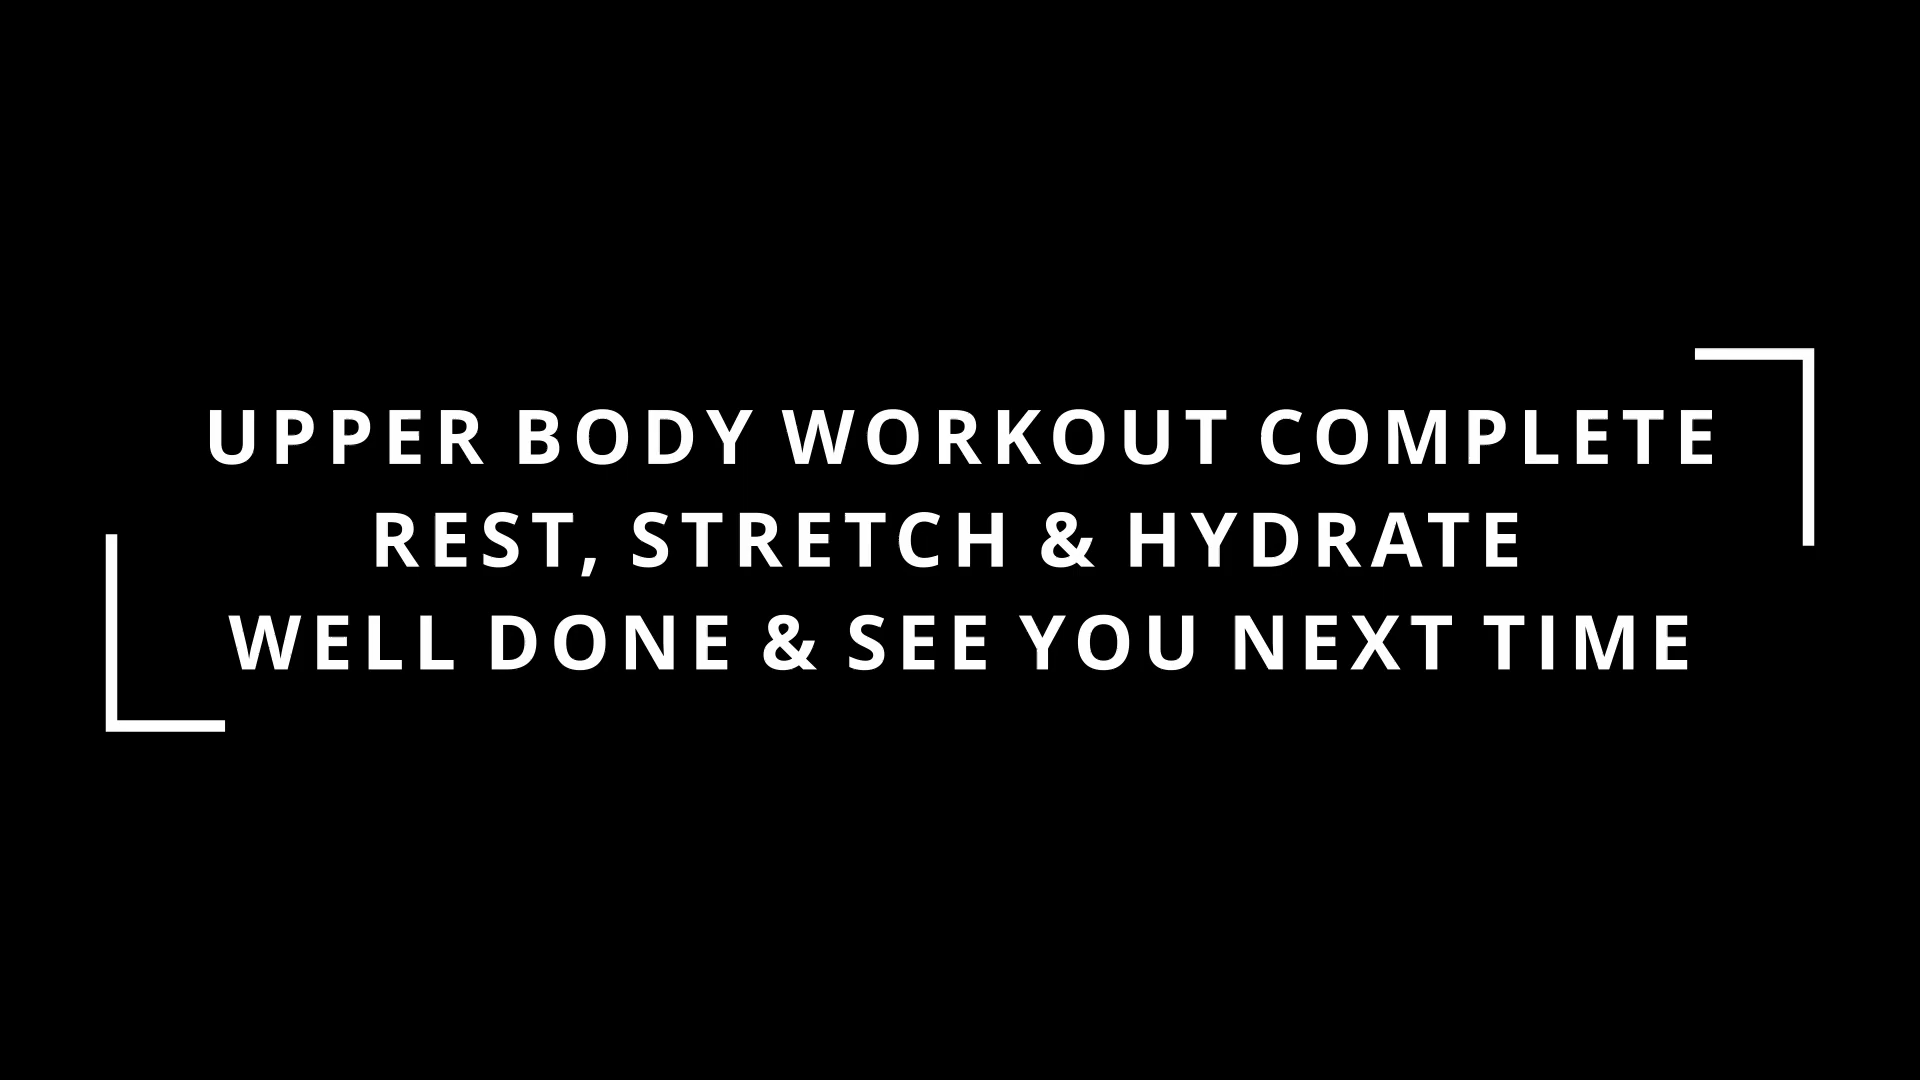 UPPER BODY WORKOUT COMPLETE
REST, STRETCH & HYDRATE
WELL DONE & SEE YOU NEXT TIME